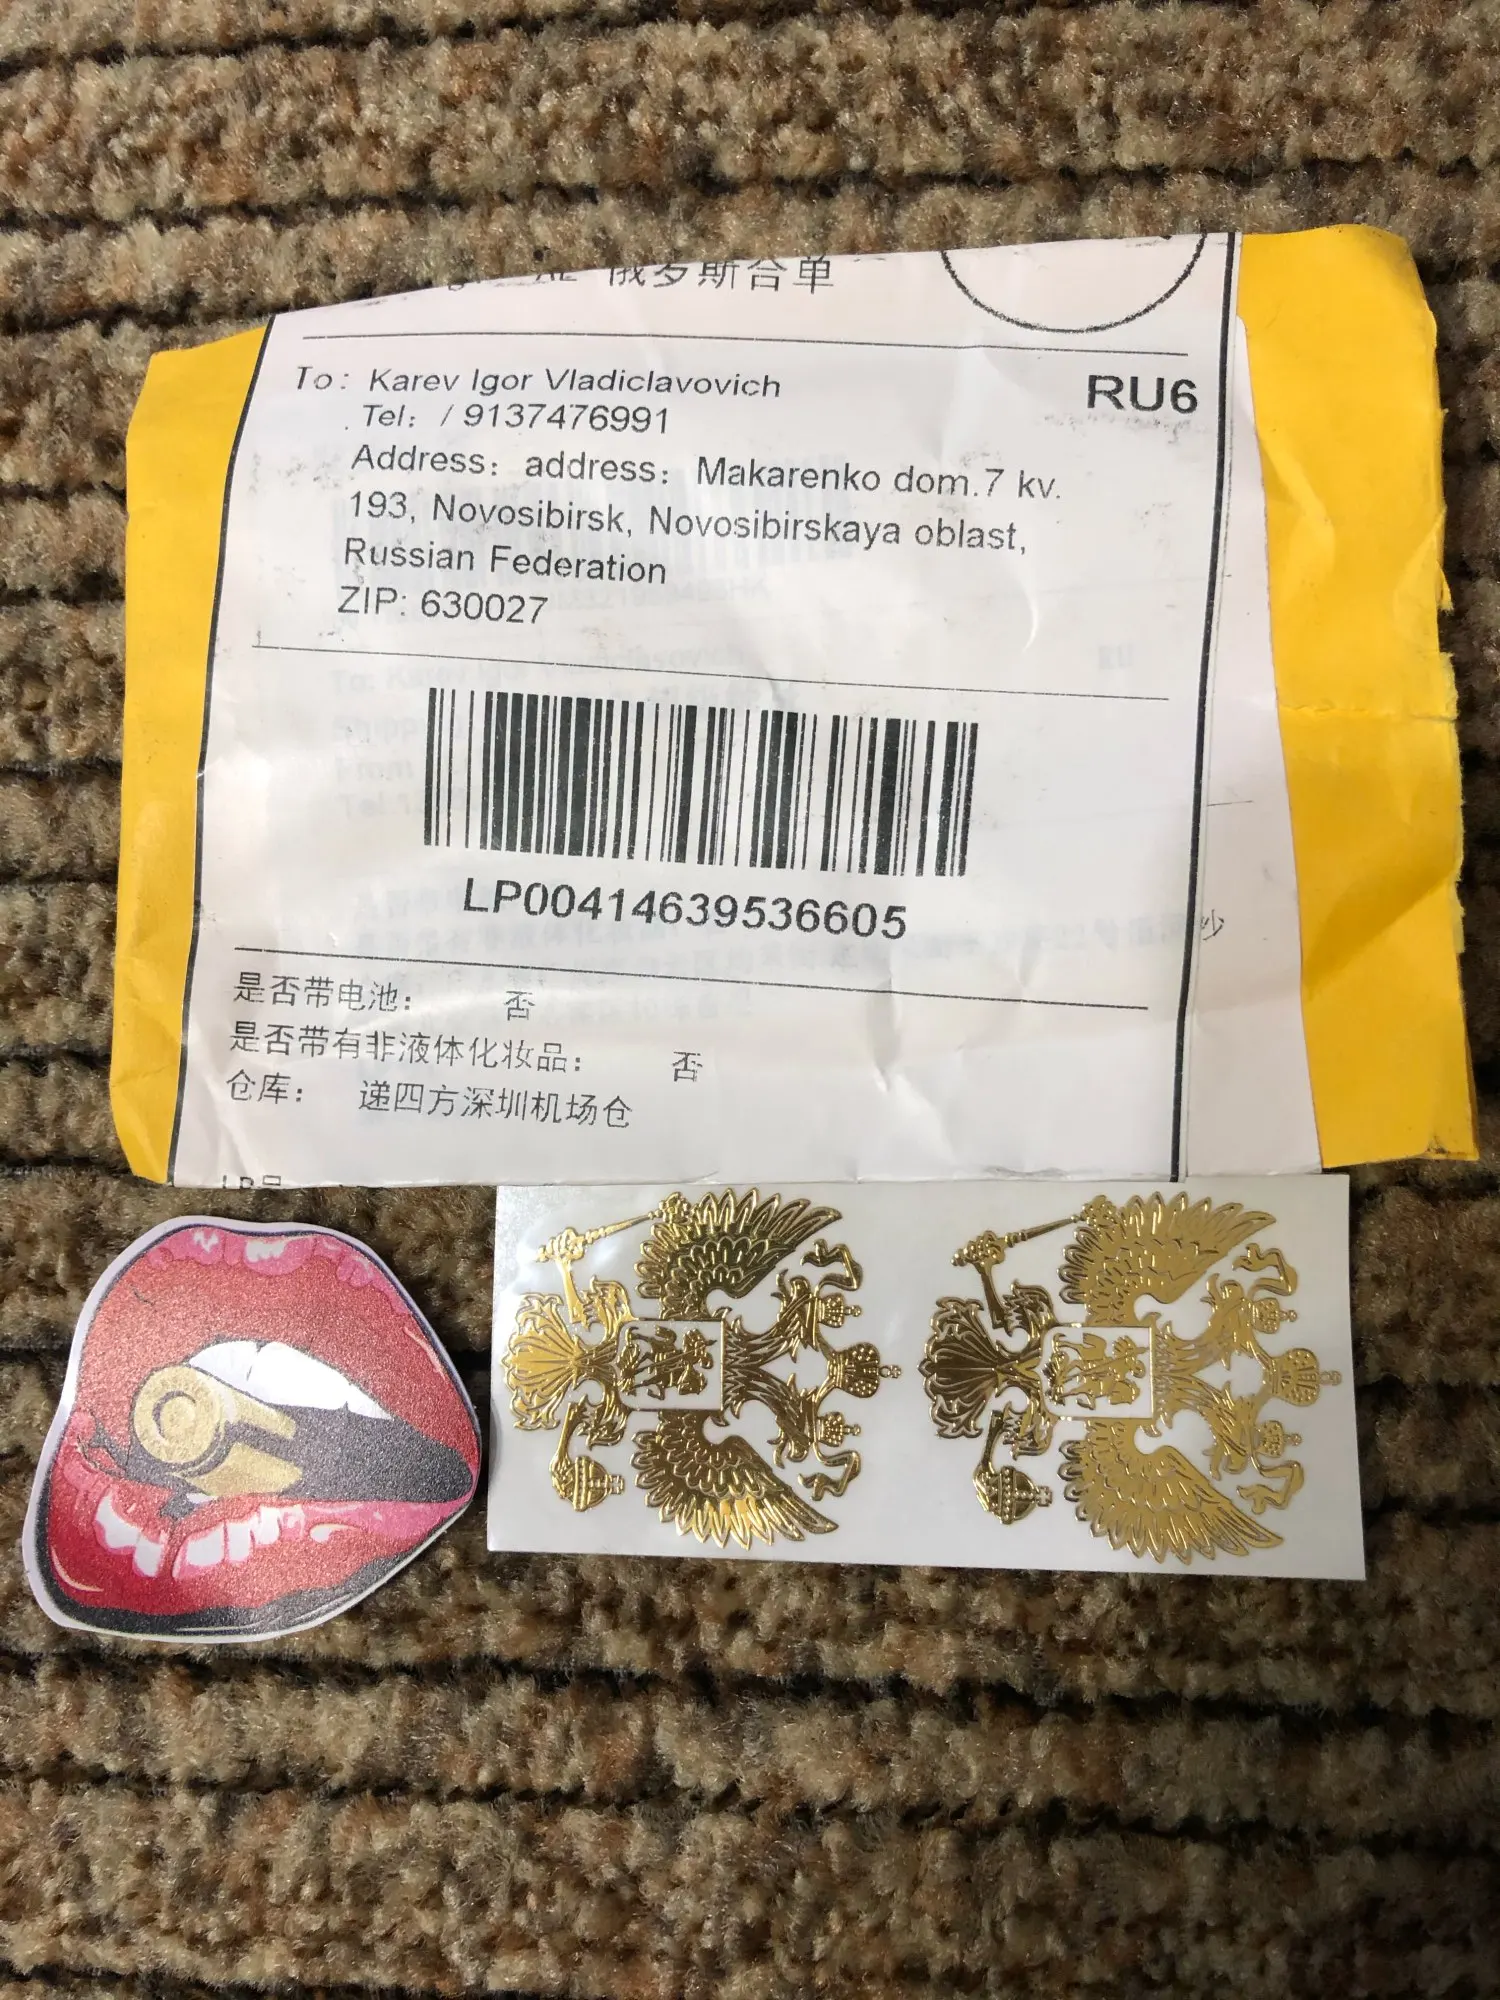 俄罗斯合单
To: Karev Igor Vladiclavovich
RU6
Tel: / 9137476991
Address: address: Makarenko dom.7 kv.
193, Novosibirsk, Novosibirskaya oblast,
Russian Federation
ZIP: 630027
LP00414639536605
是否带电池: 否
是否带有非液体化妆品: 否
仓库: 递四方深圳机场仓